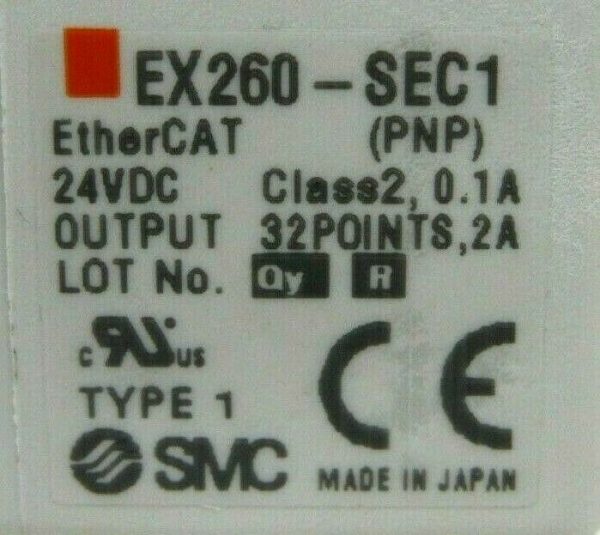 EX260-SEC1
EtherCAT (PNP)
24VDC Class2, 0.1A
OUTPUT 32POINTS,2A
LOT No. Qy R
c RU US CE
TYPE 1
SMC MADE IN JAPAN